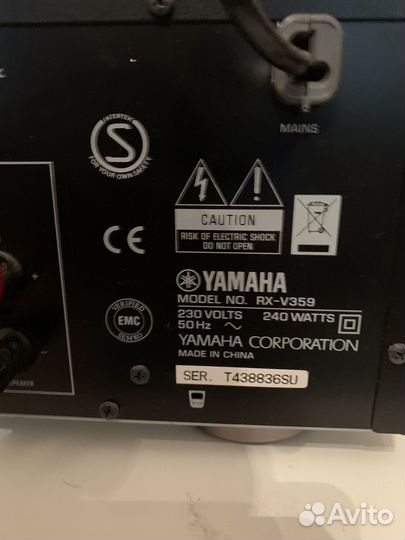 MAINS
INTERTEK
S
FOR YOUR OWN SAFETY
CAUTION
RISK OF ELECTRIC SHOCK
DO NOT OPEN
CE
YAMAHA
MODEL NO. RX-V359
230 VOLTS 240 WATTS
50Hz ~
YAMAHA CORPORATION
MADE IN CHINA
VERIFIED
EMC
SEMKO
SER. T438836SU
+
-
SPEAKER
Avito